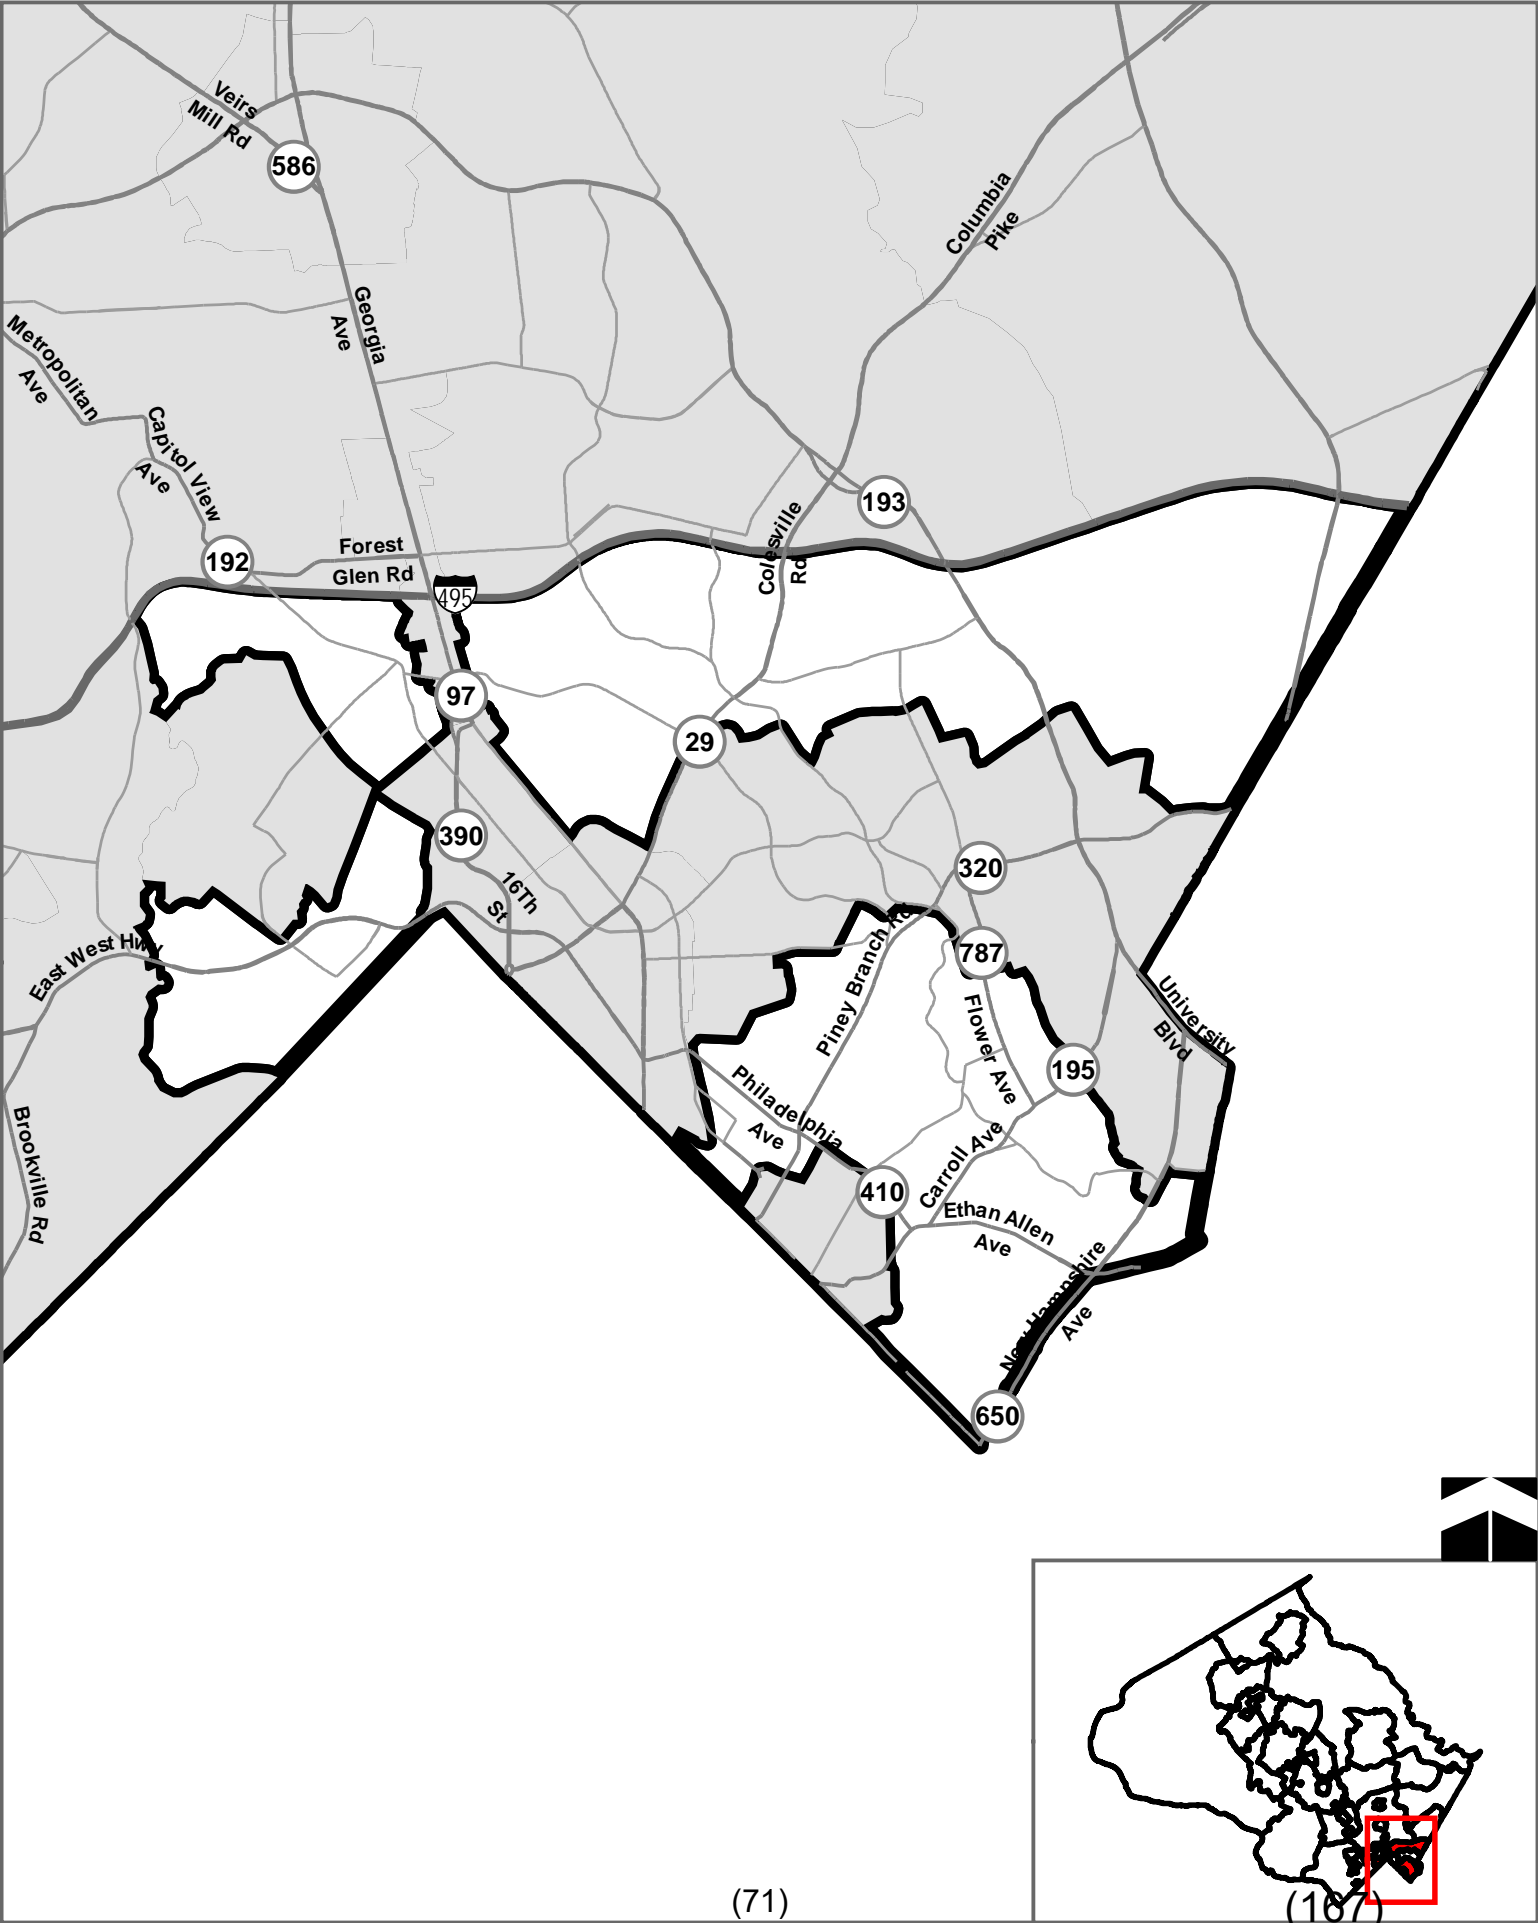 Veirs
Mill Rd
586
Columbia
Pike
Georgia
Ave
Metropolitan
Ave
Capitol View
Ave
193
Colesville
Rd
192
Forest
Glen Rd
495
97
29
390
16Th
St
320
East West Hwy
787
Piney Branch Rd
Flower Ave
University
Blvd
195
Philadelphia
Ave
Brookville Rd
410
Carroll Ave
Ethan Allen
Ave
New Hampshire
Ave
650
(71)
(167)